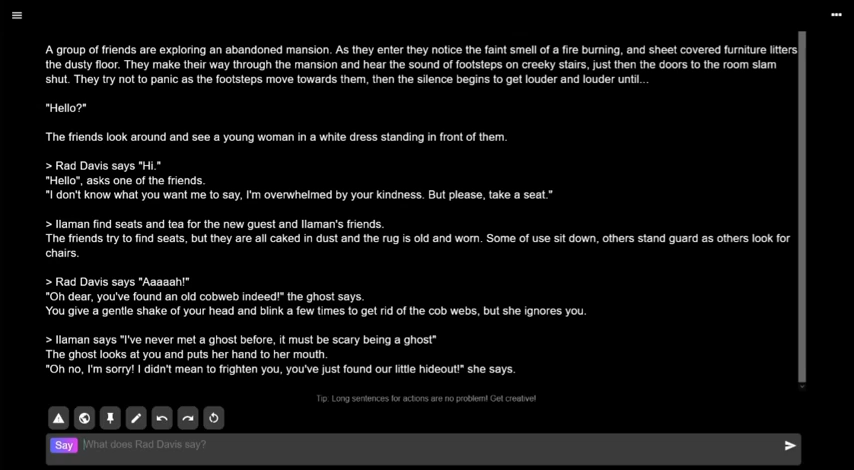 A group of friends are exploring an abandoned mansion. As they enter they notice the faint smell of a fire burning, and sheet covered furniture litters
the dusty floor. They make their way through the mansion and hear the sound of footsteps on creeky stairs, just then the doors to the room slam
shut. They try not to panic as the footsteps move towards them, then the silence begins to get louder and louder until...
"Hello?"
The friends look around and see a young woman in a white dress standing in front of them.
> Rad Davis says "Hi."
"Hello", asks one of the friends.
"I don't know what you want me to say, I'm overwhelmed by your kindness. But please, take a seat."
> Ilaman find seats and tea for the new guest and Ilaman's friends.
The friends try to find seats, but they are all caked in dust and the rug is old and worn. Some of use sit down, others stand guard as others look for
chairs.
> Rad Davis says "Aaaaah!"
"Oh dear, you've found an old cobweb indeed!" the ghost says.
You give a gentle shake of your head and blink a few times to get rid of the cob webs, but she ignores you.
> Ilaman says "I've never met a ghost before, it must be scary being a ghost"
The ghost looks at you and puts her hand to her mouth.
"Oh no, I'm sorry! I didn't mean to frighten you, you've just found our little hideout!" she says.
Tip. Long sentences for actions are no problem! Get creative!
Say What does Rad Davis say?